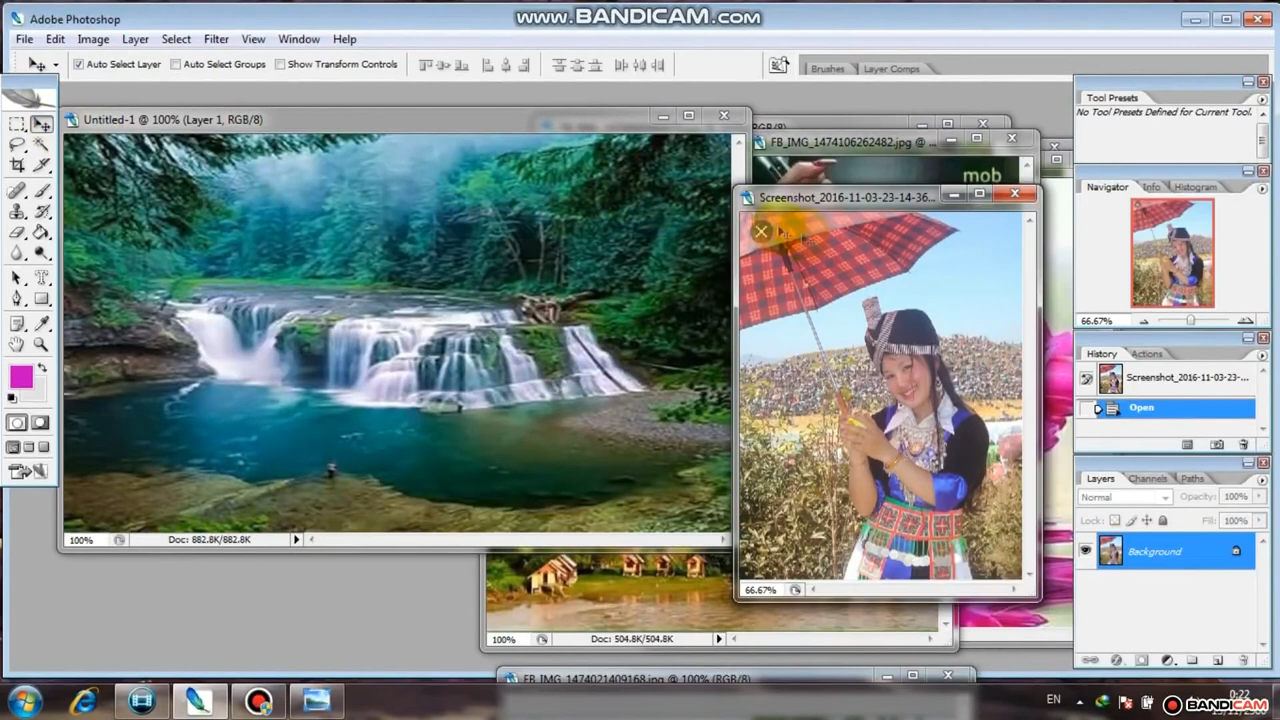 Adobe Photoshop
www.BANDICAM.com
File Edit Image Layer Select Filter View Window Help
Auto Select Layer Auto Select Groups Show Transform Controls
Brushes Layer Comps
Tool Presets
No Tool Presets Defined for Current Tool.
Untitled-1 @ 100% (Layer 1, RGB/8)
RGB/8)
FB_IMG_1474106262482.jpg @ ...
mob
Screenshot_2016-11-03-23-14-36...
Navigator Info Histogram
66.67%
History Actions
Screenshot_2016-11-03-23-...
Open
Layers Channels Paths
Normal Opacity: 100%
Lock: Fill: 100%
Background
100% Doc: 882.8K/882.8K
66.67%
100% Doc: 504.8K/504.8K
FB_IMG_1474021409168.jpg @ 100% (RGB/8)
EN
0:22
BANDICAM